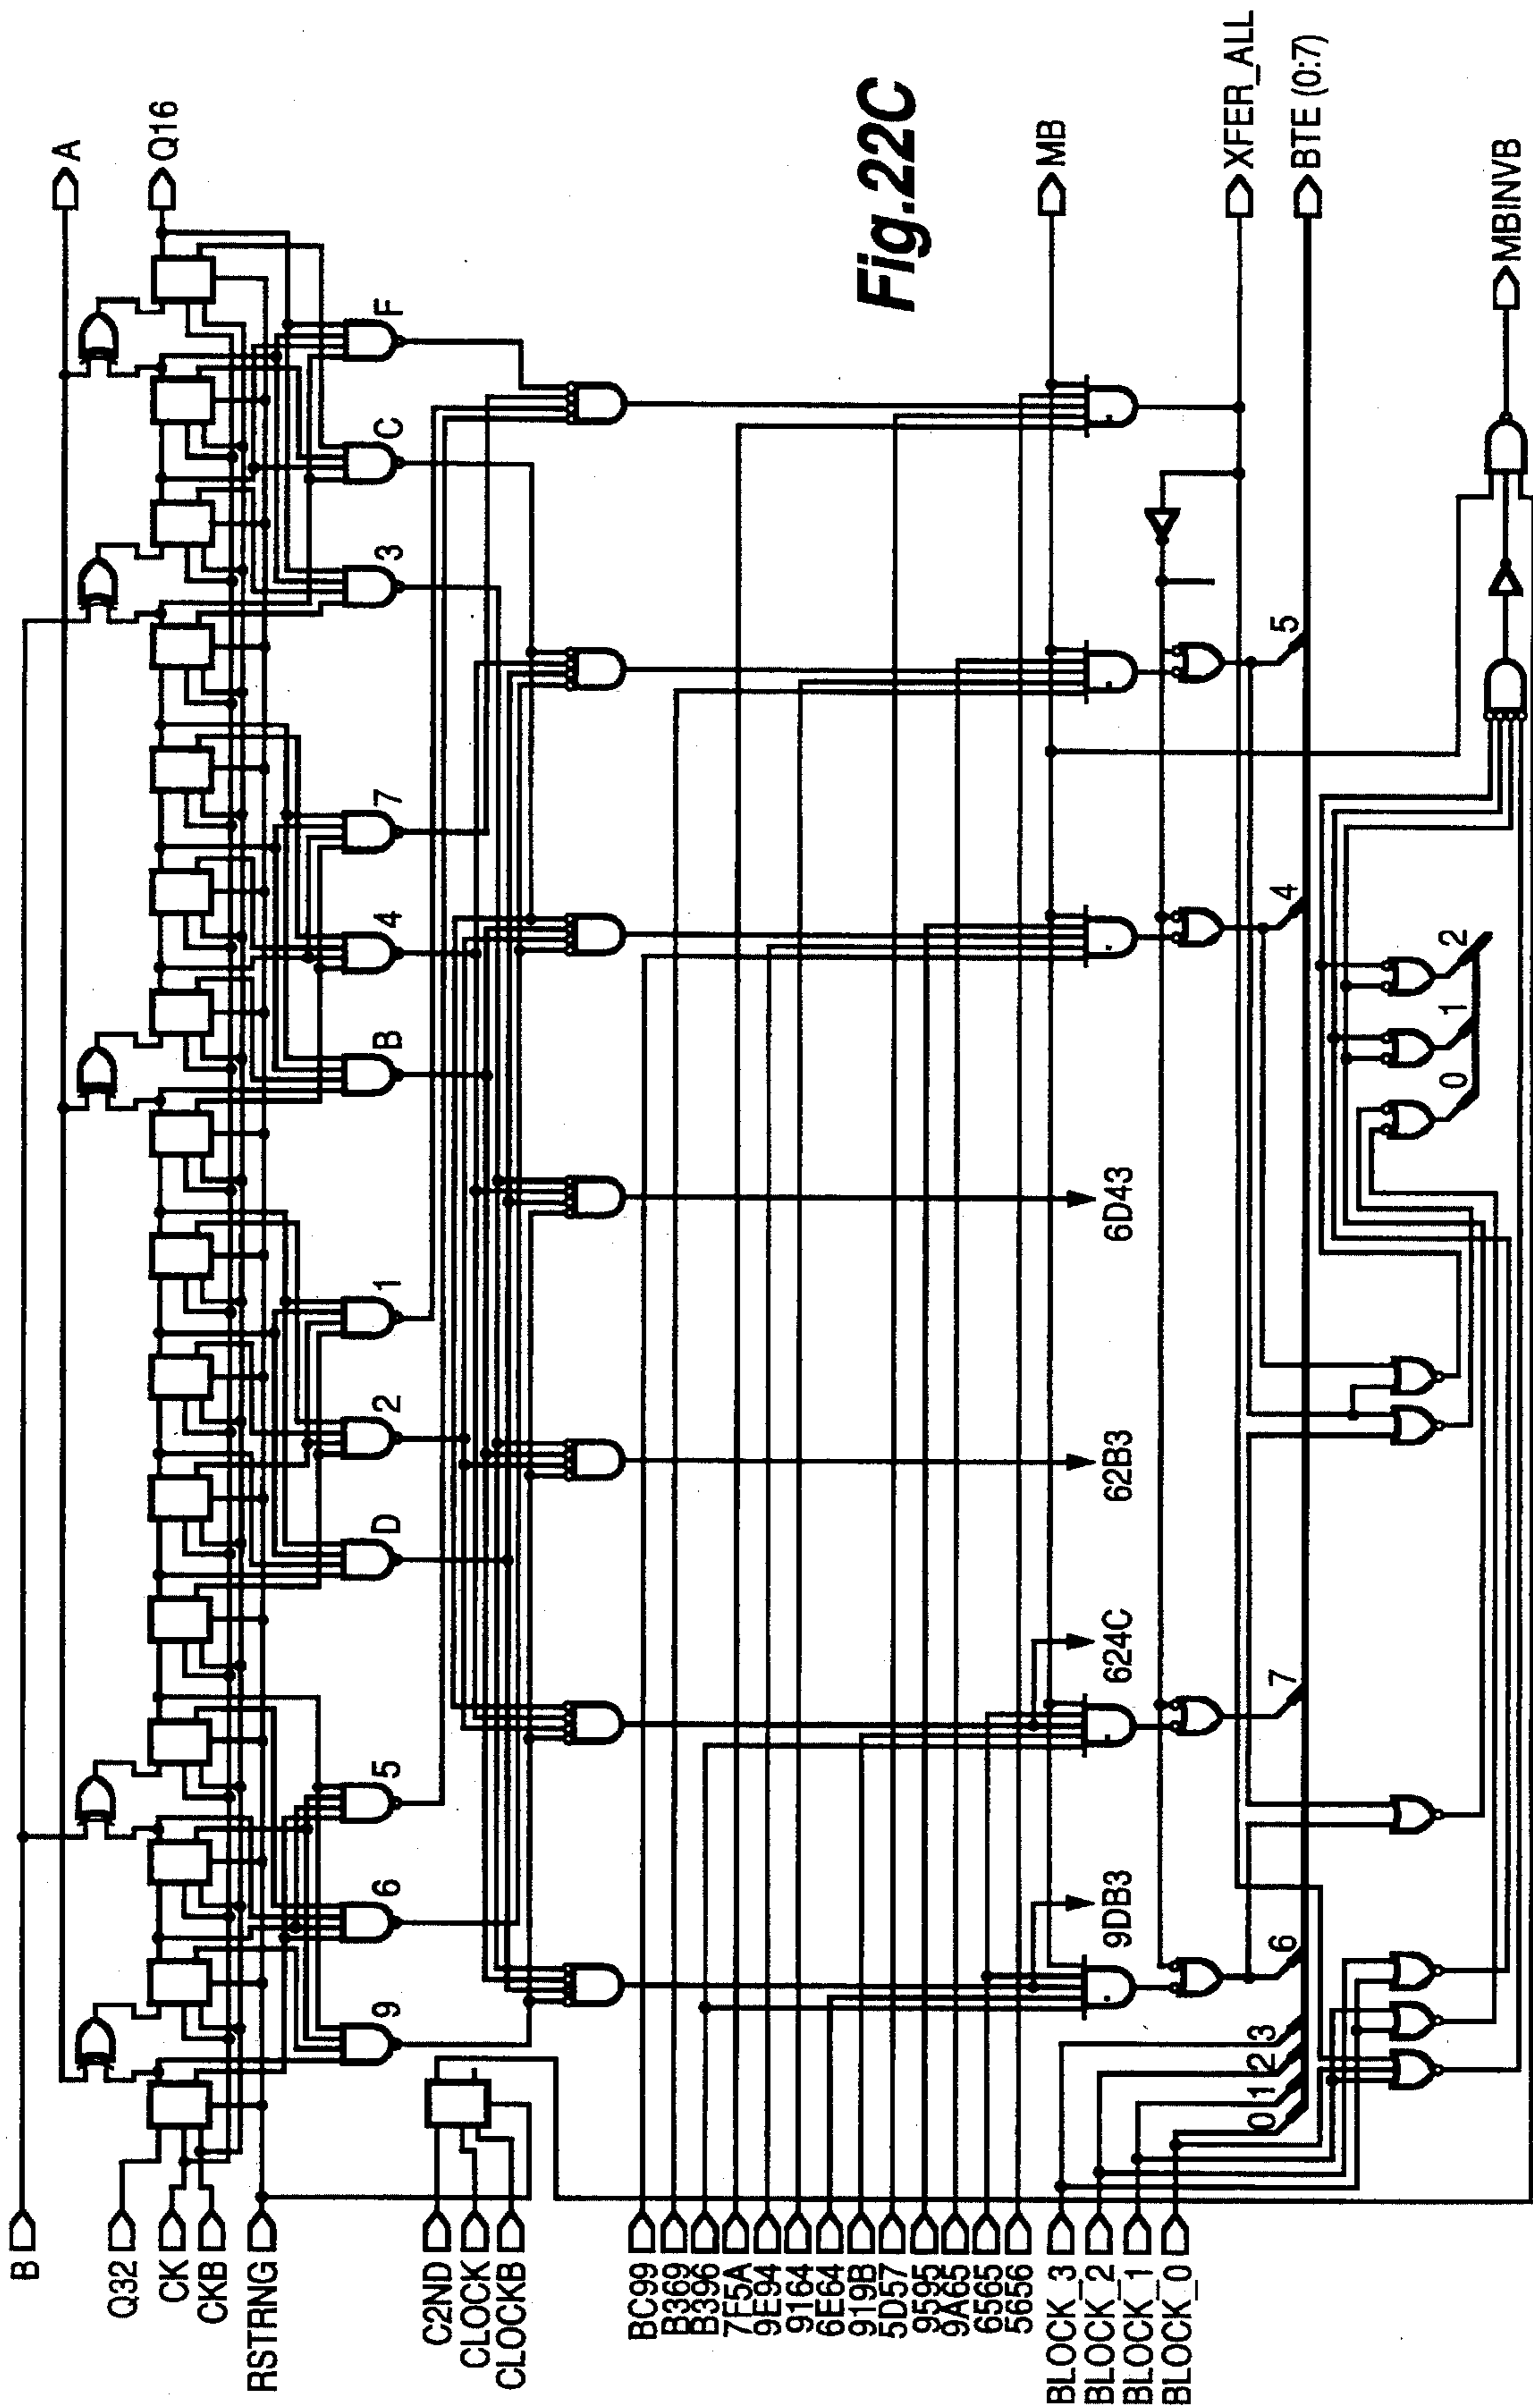 B
Q32
CK
CKB
RSTRNG
C2ND
CLOCK
CLOCKB
BC99
B369
B396
7F5A
9E94
9164
6E64
919B
5D57
9595
9A65
6565
5656
BLOCK_3
BLOCK_2
BLOCK_1
BLOCK_0
9
6
5
D
2
1
B
4
7
3
C
F
A
Q16
9DB3
624C
62B3
6D43
0
1
2
3
6
7
4
5
0
1
2
MB
XFER_ALL
BTE (0:7)
MBINVB
Fig.22C